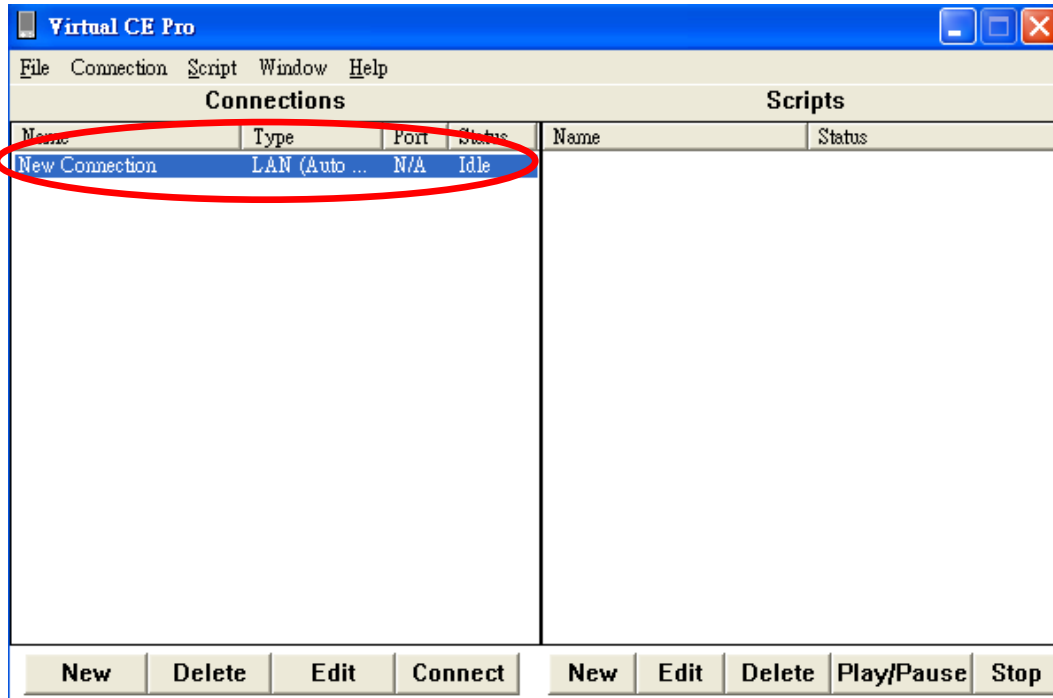 Virtual CE Pro
File Connection Script Window Help
Connections Scripts
Name Type Port Status Name Status
New Connection LAN (Auto ... N/A Idle
New Delete Edit Connect New Edit Delete Play/Pause Stop